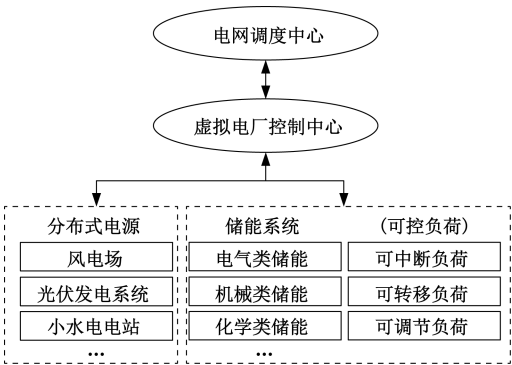 电网调度中心
虚拟电厂控制中心
分布式电源
风电场
光伏发电系统
小水电电站
...
储能系统
电气类储能
机械类储能
化学类储能
...
(可控负荷)
可中断负荷
可转移负荷
可调节负荷